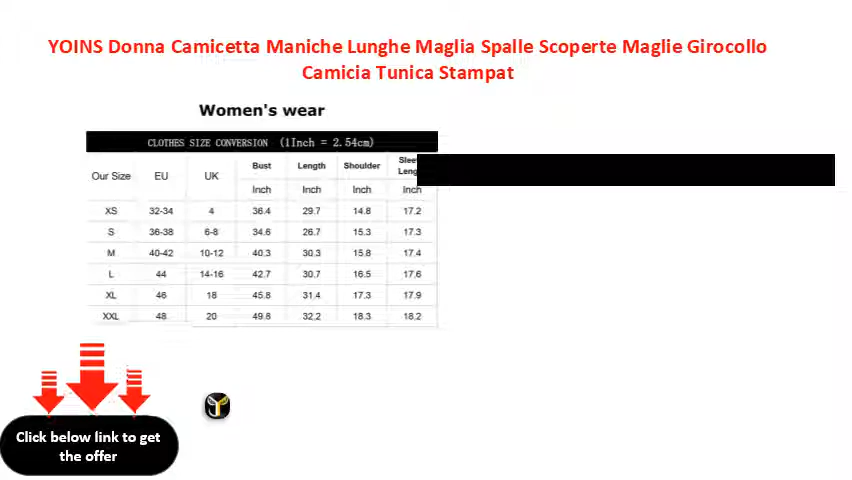 YOINS Donna Camicetta Maniche Lunghe Maglia Spalle Scoperte Maglie Girocollo
Camicia Tunica Stampat
Women's wear
CLOTHES SIZE CONVERSION (1Inch = 2.54cm)
Our Size EU UK Bust Length Shoulder
Inch Inch Inch Inch
XS 32-34 4 36.4 29.7 14.8 17.2
S 36-38 6-8 34.6 26.7 15.3 17.3
M 40-42 10-12 40.3 30.3 15.8 17.4
L 44 14-16 42.7 30.7 16.5 17.6
XL 46 18 45.8 31.4 17.3 17.9
XXL 48 20 49.8 32.2 18.3 18.2
Click below link to get
the offer